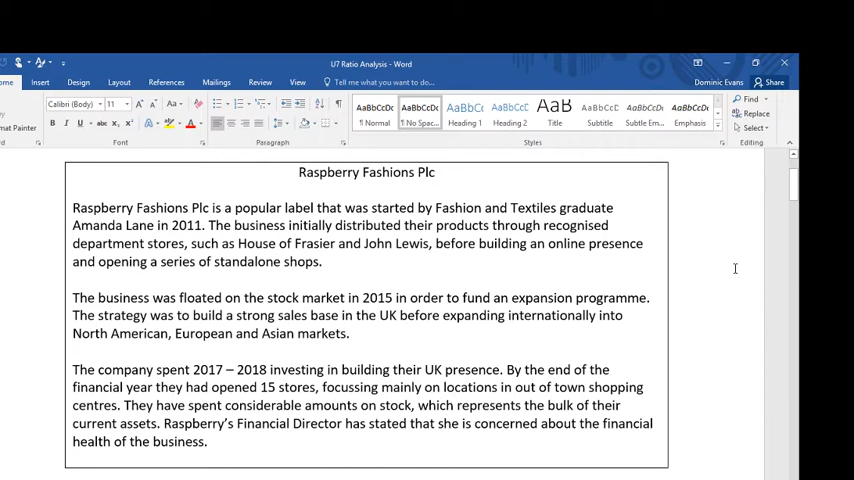 U7 Ratio Analysis - Word
Dominic Evans
Share
ome
Insert
Design
Layout
References
Mailings
Review
View
Tell me what you want to do...
Calibri (Body)
11
mat Painter
AaBbCcDc
AaBbCcDc
AaBbCc
AaBbCcC
AaB
AaBbCcD
AaBbCcDc
AaBbCcDc
¶ Normal
¶ No Spac...
Heading 1
Heading 2
Title
Subtitle
Subtle Em...
Emphasis
Find
Replace
Select
Font
Paragraph
Styles
Editing
Raspberry Fashions Plc
Raspberry Fashions Plc is a popular label that was started by Fashion and Textiles graduate
Amanda Lane in 2011. The business initially distributed their products through recognised
department stores, such as House of Frasier and John Lewis, before building an online presence
and opening a series of standalone shops.
The business was floated on the stock market in 2015 in order to fund an expansion programme.
The strategy was to build a strong sales base in the UK before expanding internationally into
North American, European and Asian markets.
The company spent 2017 – 2018 investing in building their UK presence. By the end of the
financial year they had opened 15 stores, focussing mainly on locations in out of town shopping
centres. They have spent considerable amounts on stock, which represents the bulk of their
current assets. Raspberry's Financial Director has stated that she is concerned about the financial
health of the business.